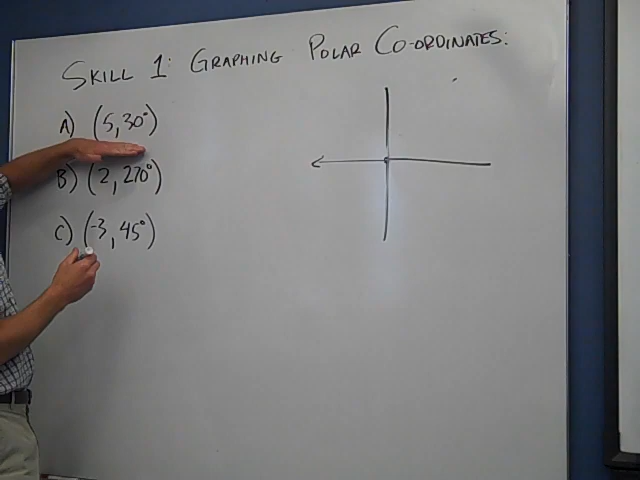 SKILL 1: GRAPHING POLAR CO-ORDINATES:
A) (5, 30°)
B) (2, 270°)
C) (-3, 45°)